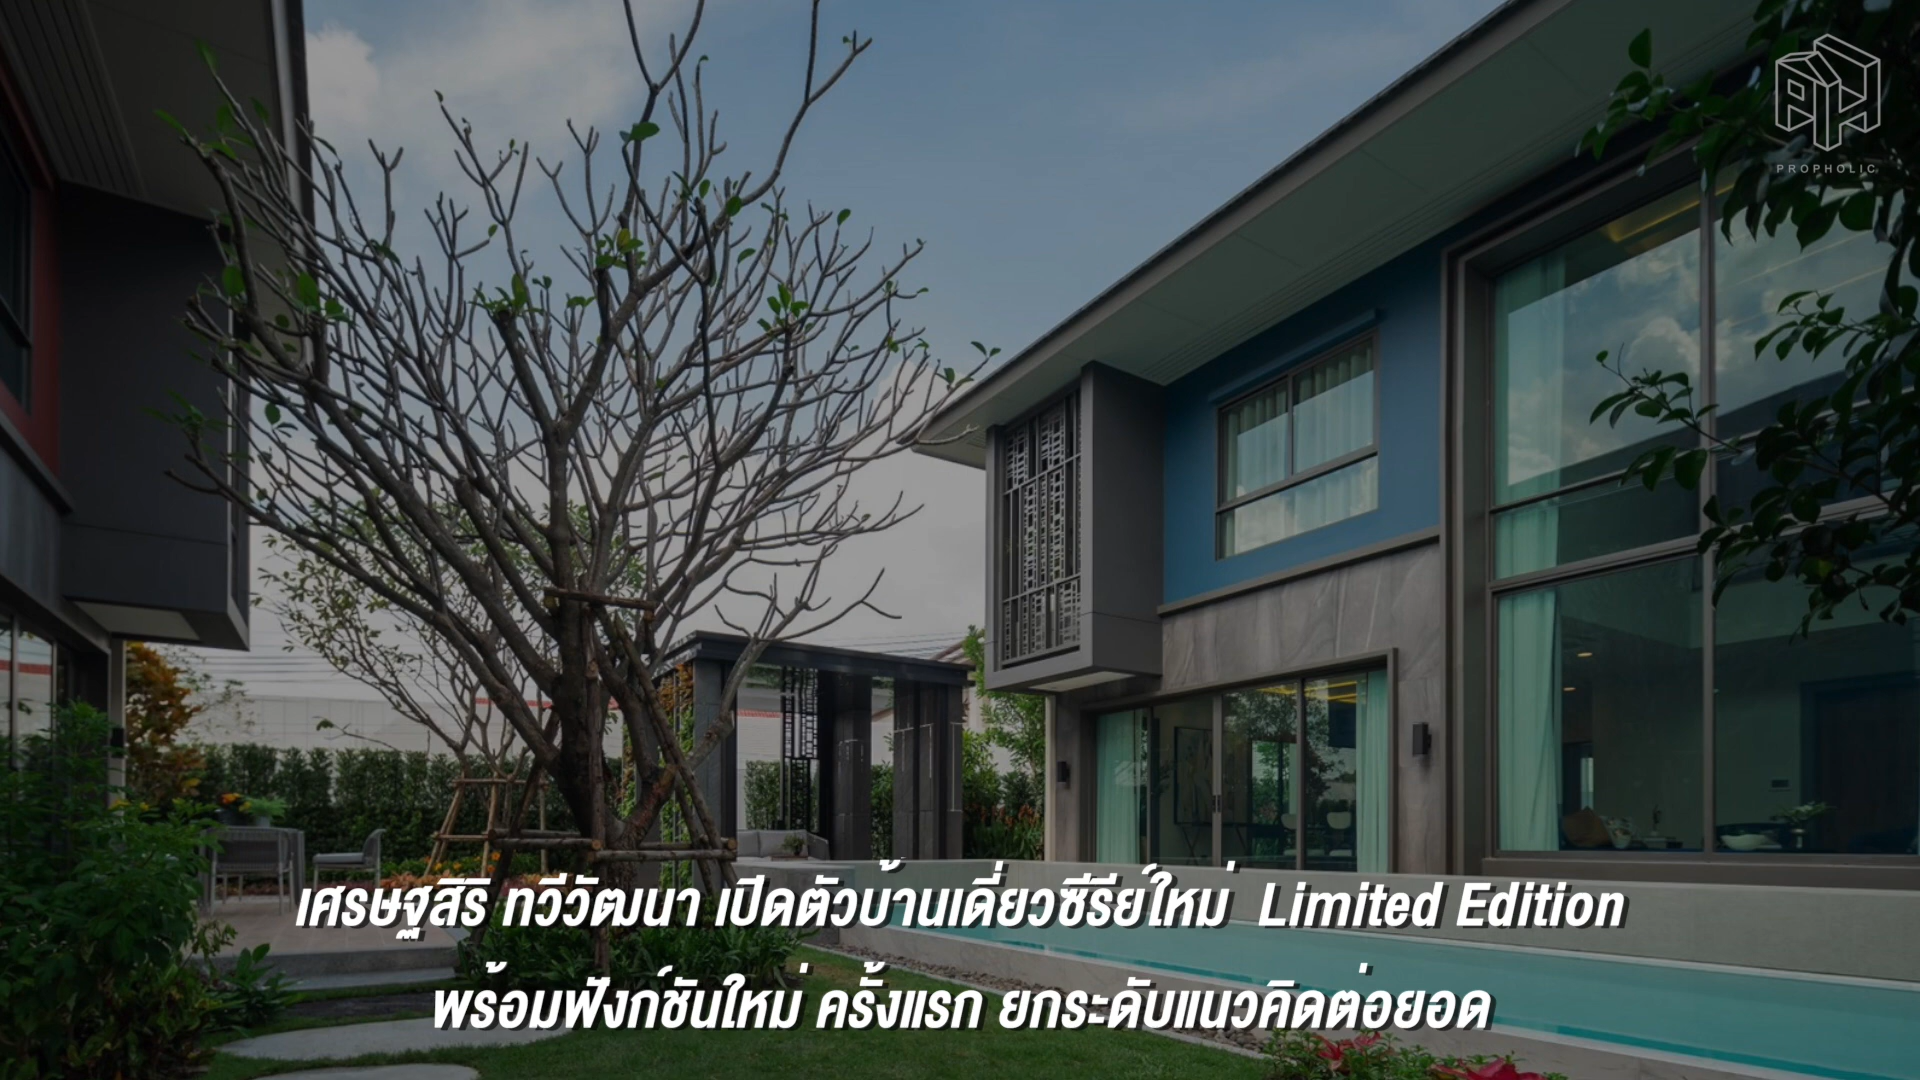 PROPHOLIC
เศรษฐสิริ ทวีวัฒนา เปิดตัวบ้านเดี่ยวซีรีย์ใหม่ Limited Edition
พร้อมฟังก์ชันใหม่ ครั้งแรก ยกระดับแนวคิดต่อยอด